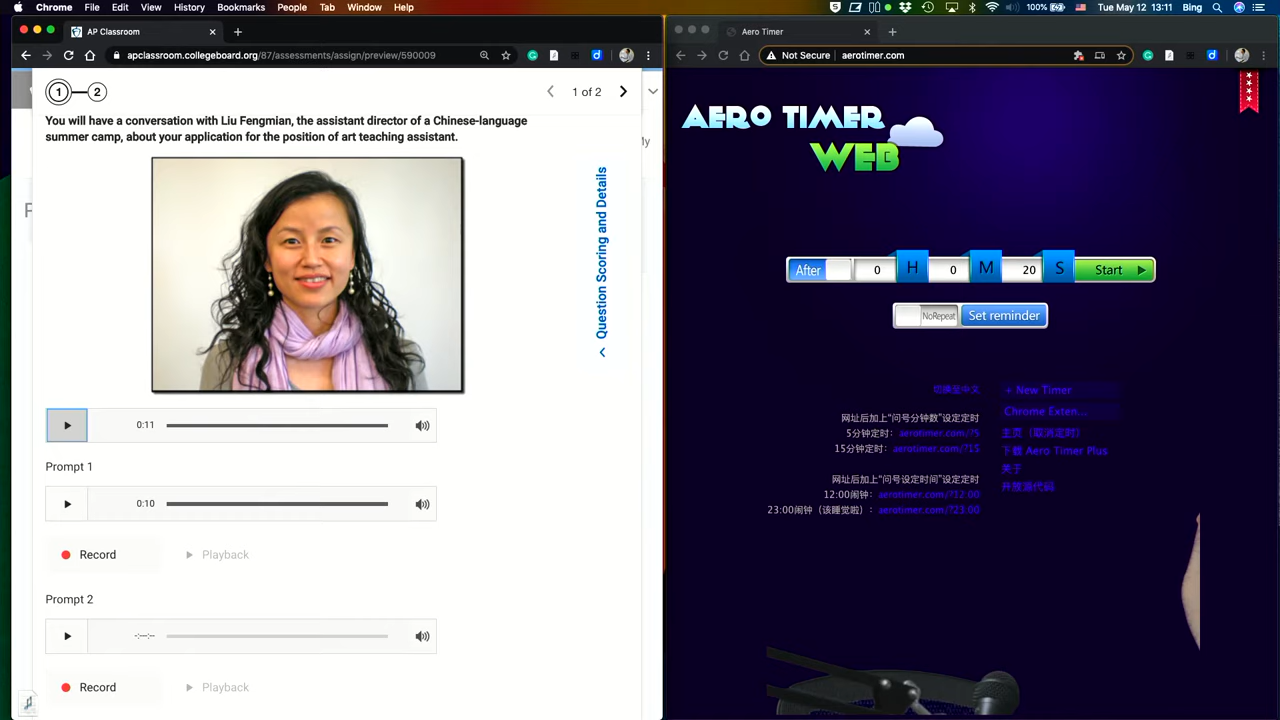 Chrome File Edit View History Bookmarks People Tab Window Help
100% Tue May 12 13:11 Bing
AP Classroom
apclassroom.collegeboard.org/87/assessments/assign/preview/590009
1 2
1 of 2
You will have a conversation with Liu Fengmian, the assistant director of a Chinese-language
summer camp, about your application for the position of art teaching assistant.
Question Scoring and Details
0:11
Prompt 1
0:10
Record Playback
Prompt 2
-:--:--
Record Playback
Aero Timer
Not Secure aerotimer.com
AERO TIMER
WEB
After 0 H 0 M 20 S Start
NoRepeat Set reminder
切换至中文
网址后加上“问号分钟数”设定定时
5分钟定时: aerotimer.com/?5
15分钟定时: aerotimer.com/?15
网址后加上“问号设定时间”设定定时
12:00闹钟: aerotimer.com/?12:00
23:00闹钟（该睡觉啦）: aerotimer.com/?23:00
+ New Timer
Chrome Exten...
主页（取消定时）
下载 Aero Timer Plus
关于
开放源代码